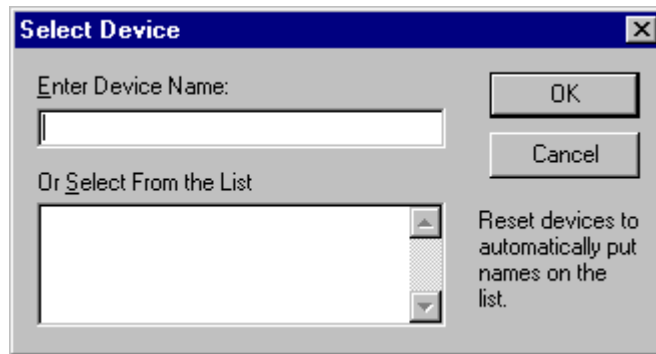 Select Device
Enter Device Name:
OK
Cancel
Or Select From the List
Reset devices to
automatically put
names on the
list.